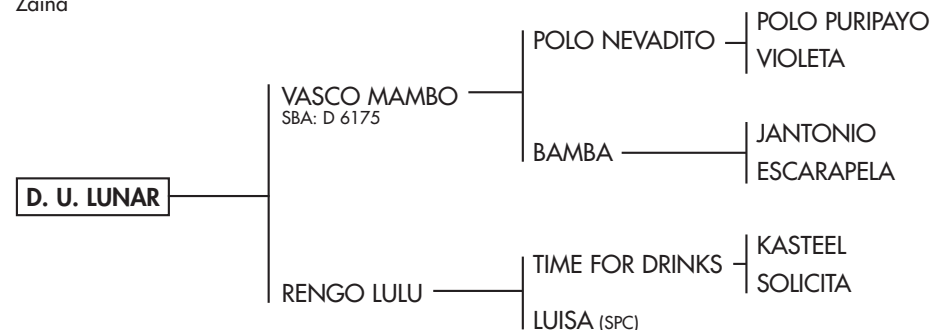 Zaina
POLO PURIPAYO
POLO NEVADITO
VIOLETA
VASCO MAMBO
SBA: D 6175
JANTONIO
BAMBA
ESCARAPELA
D. U. LUNAR
KASTEEL
TIME FOR DRINKS
SOLICITA
RENGO LULU
LUISA (SPC)